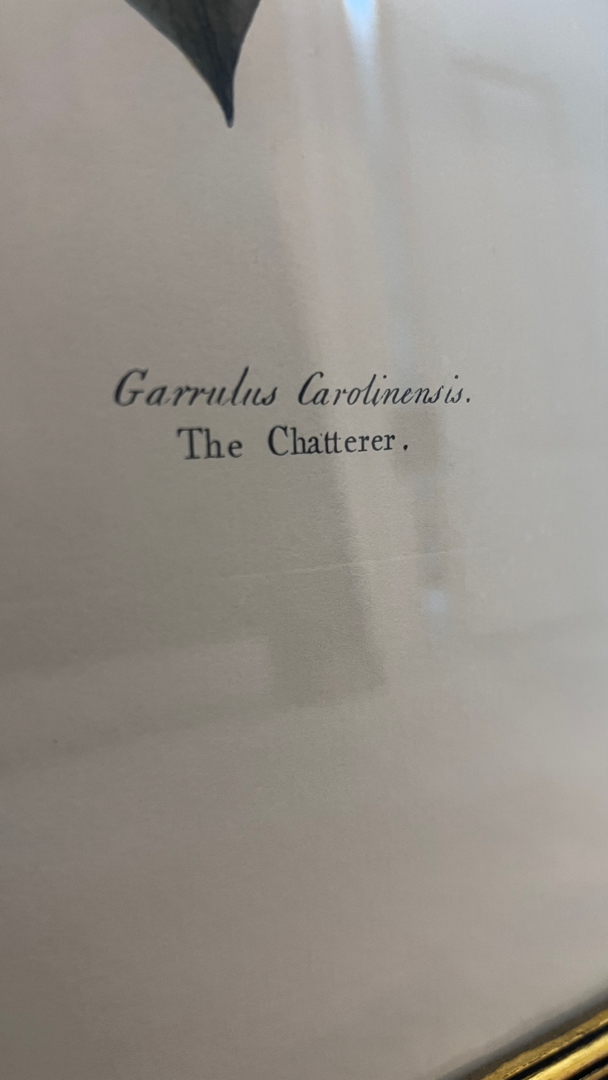 Garrulus Carolinensis.
The Chatterer.